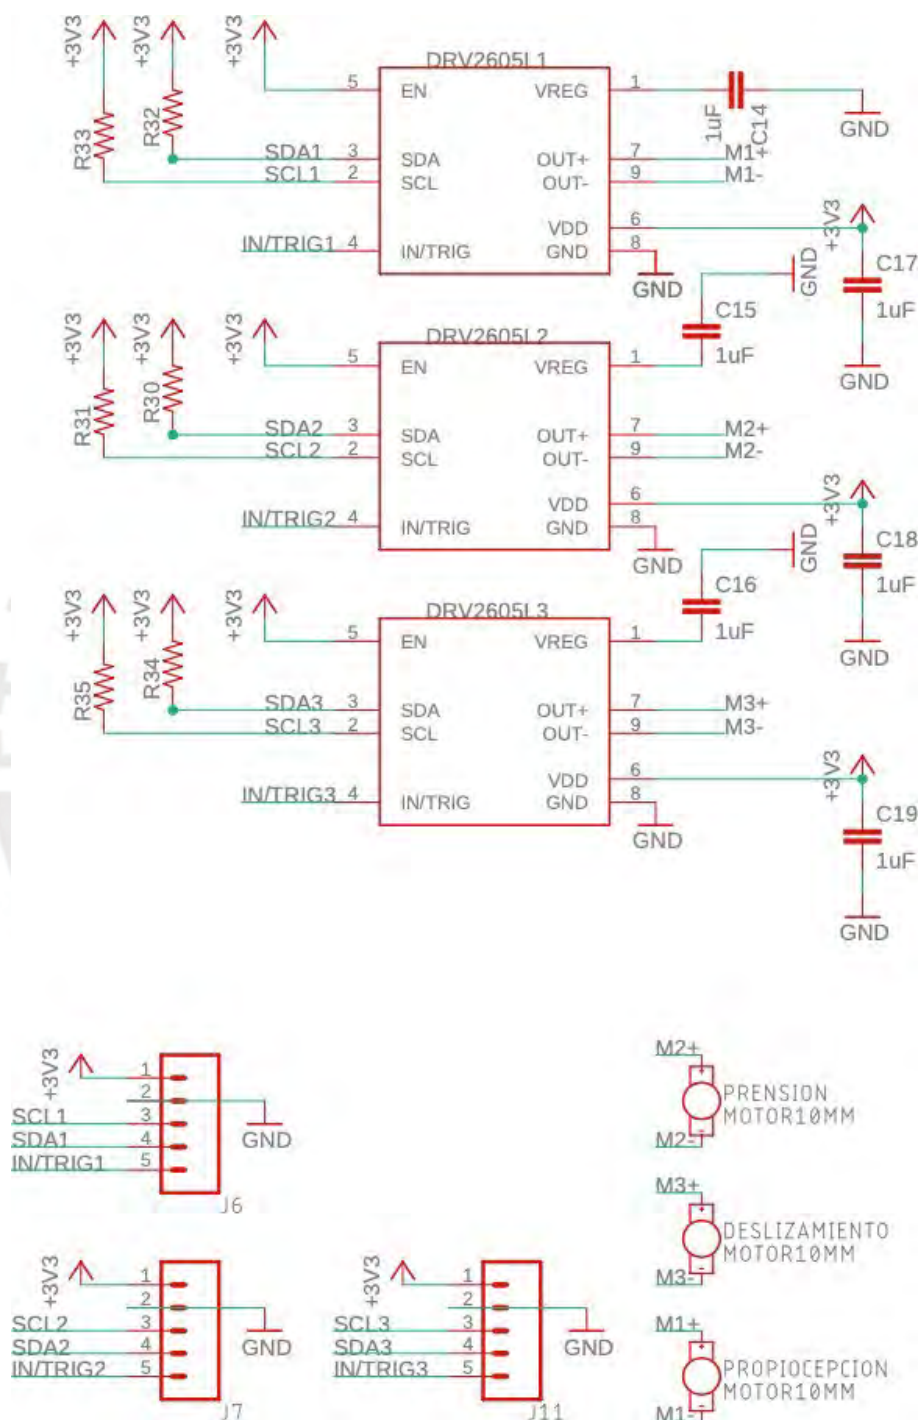 +3V3 +3V3 +3V3
R33 R32
DRV2605L1
5 EN VREG 1
1uF C14
GND
SDA1 3 SDA OUT+ 7 M1+
SCL1 2 SCL OUT- 9 M1-
VDD 6 +3V3
IN/TRIG1 4 IN/TRIG GND 8
GND
GND
C17
1uF
GND
+3V3 +3V3 +3V3
R31 R30
C15
1uF
DRV2605L2
5 EN VREG 1
SDA2 3 SDA OUT+ 7 M2+
SCL2 2 SCL OUT- 9 M2-
VDD 6 +3V3
IN/TRIG2 4 IN/TRIG GND 8
GND
GND
C18
1uF
GND
+3V3 +3V3 +3V3
R35 R34
C16
1uF
DRV2605L3
5 EN VREG 1
SDA3 3 SDA OUT+ 7 M3+
SCL3 2 SCL OUT- 9 M3-
VDD 6 +3V3
IN/TRIG3 4 IN/TRIG GND 8
GND
C19
1uF
GND
+3V3 1
2
SCL1 3
SDA1 4
IN/TRIG1 5
GND
J6
+3V3 1
2
SCL2 3
SDA2 4
IN/TRIG2 5
GND
J7
+3V3 1
2
SCL3 3
SDA3 4
IN/TRIG3 5
GND
J11
M2+
+
PRENSION
MOTOR10MM
-
M2-
M3+
+
DESLIZAMIENTO
MOTOR10MM
-
M3-
M1+
+
PROPIOCEPCION
MOTOR10MM
-
M1-